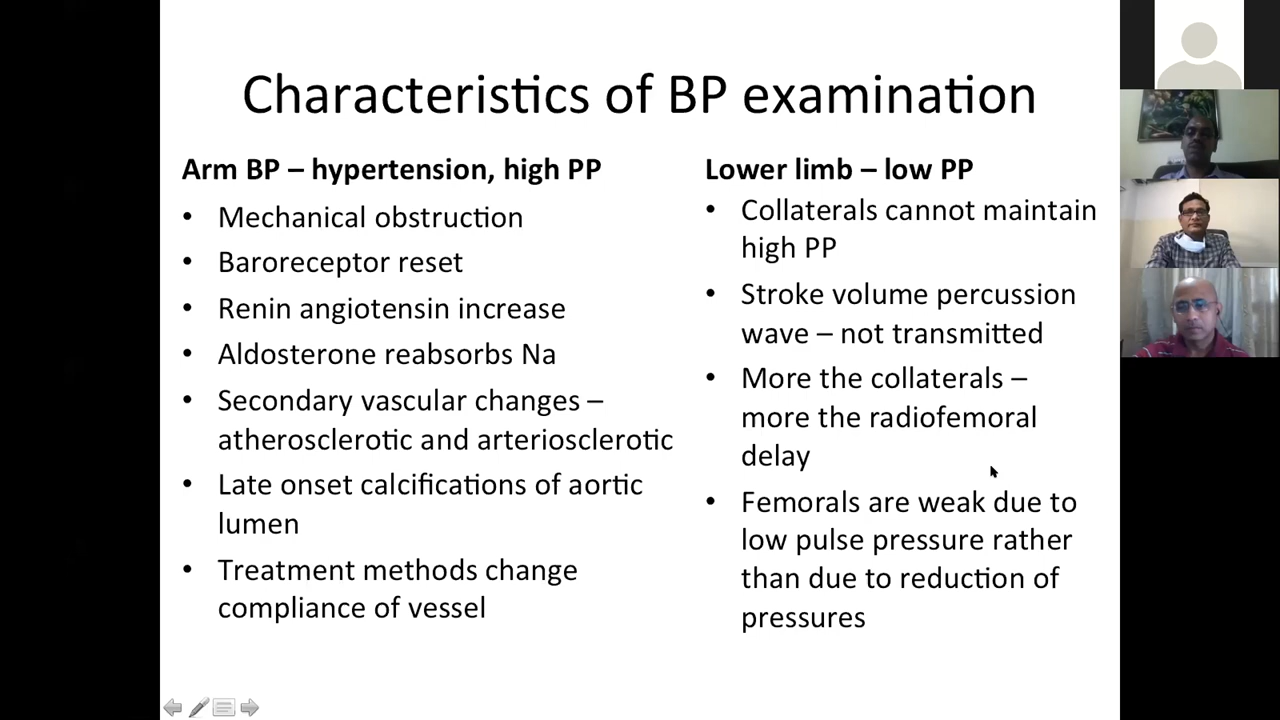 Characteristics of BP examination
Arm BP – hypertension, high PP
• Mechanical obstruction
• Baroreceptor reset
• Renin angiotensin increase
• Aldosterone reabsorbs Na
• Secondary vascular changes –
atherosclerotic and arteriosclerotic
• Late onset calcifications of aortic
lumen
• Treatment methods change
compliance of vessel
Lower limb – low PP
• Collaterals cannot maintain
high PP
• Stroke volume percussion
wave – not transmitted
• More the collaterals –
more the radiofemoral
delay
• Femorals are weak due to
low pulse pressure rather
than due to reduction of
pressures